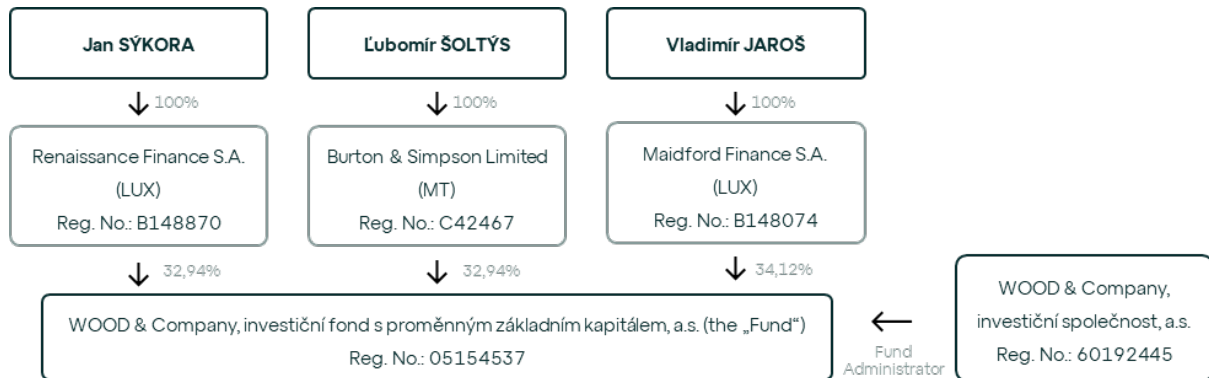 Jan SÝKORA
Ľubomír ŠOLTÝS
Vladimír JAROŠ
100%
100%
100%
Renaissance Finance S.A.
(LUX)
Reg. No.: B148870
Burton & Simpson Limited
(MT)
Reg. No.: C42467
Maidford Finance S.A.
(LUX)
Reg. No.: B148074
32,94%
32,94%
34,12%
WOOD & Company, investiční fond s proměnným základním kapitálem, a.s. (the „Fund“)
Reg. No.: 05154537
Fund
Administrator
WOOD & Company,
investiční společnost, a.s.
Reg. No.: 60192445